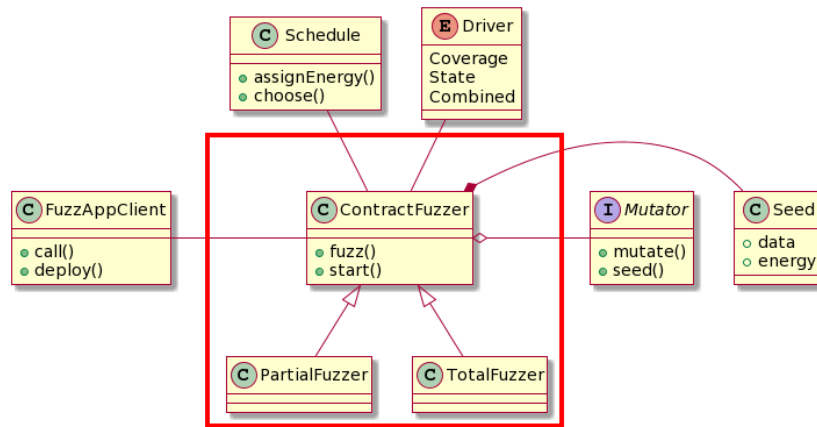 C Schedule
assignEnergy()
choose()
E Driver
Coverage
State
Combined
C FuzzAppClient
call()
deploy()
C ContractFuzzer
fuzz()
start()
I Mutator
mutate()
seed()
C Seed
data
energy
C PartialFuzzer
C TotalFuzzer